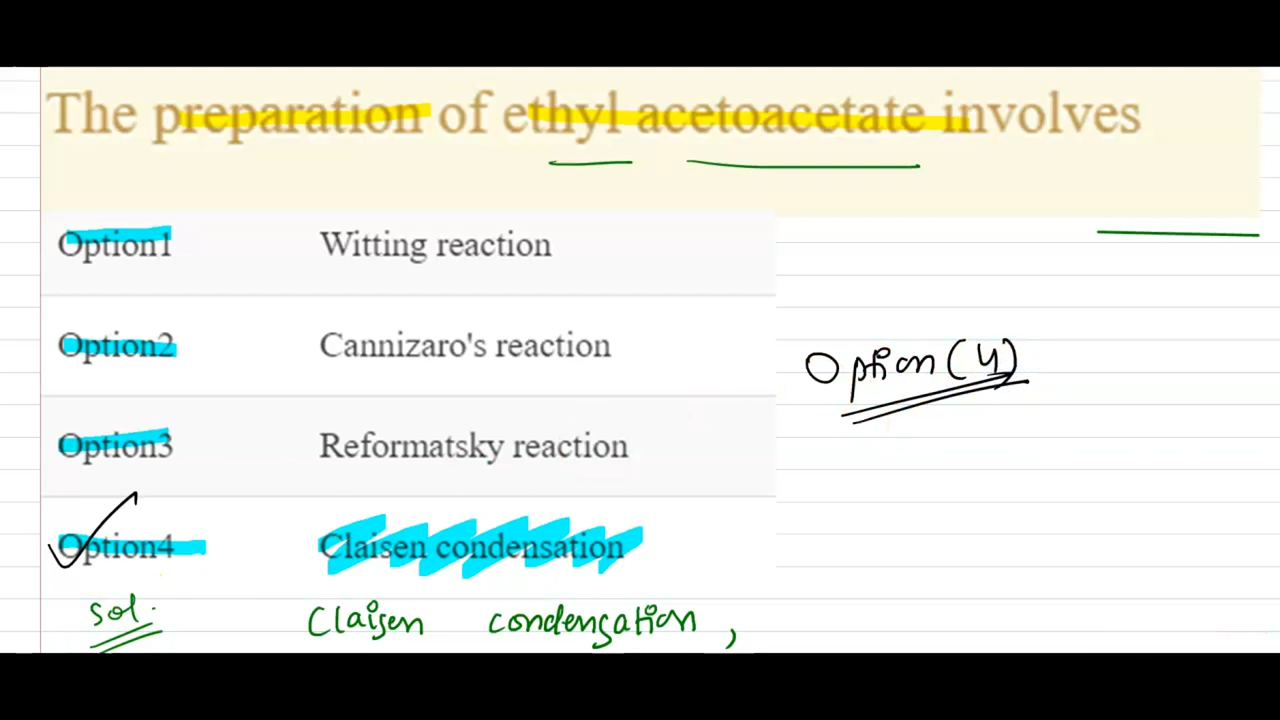 The preparation of ethyl acetoacetate involves
Option1 Witting reaction
Option2 Cannizaro's reaction
Option (4)
Option3 Reformatsky reaction
Option4 Claisen condensation
Sol. Claisen condensation,